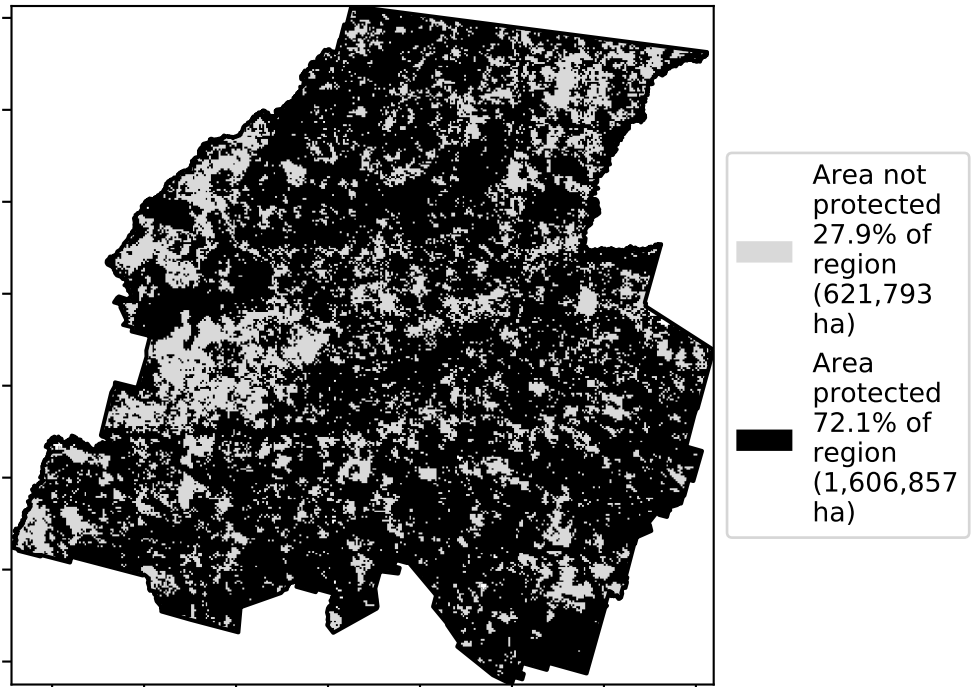 Area not
protected
27.9% of
region
(621,793
ha)
Area
protected
72.1% of
region
(1,606,857
ha)